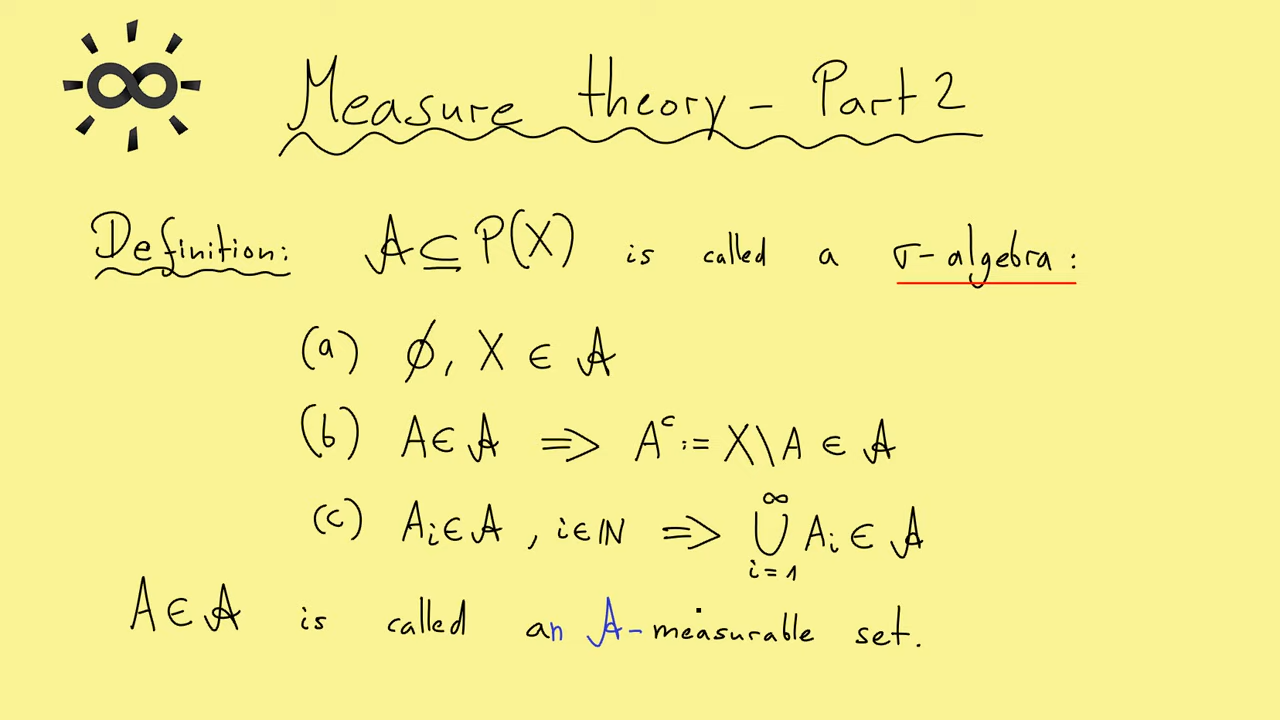 Measure theory - Part 2
Definition: 𝒜 ⊆ P(X) is called a σ-algebra:
(a) ∅, X ∈ 𝒜
(b) A ∈ 𝒜 ⟹ Aᶜ := X\A ∈ 𝒜
(c) Aᵢ ∈ 𝒜, i ∈ ℕ ⟹ ⋃_{i=1}^{∞} Aᵢ ∈ 𝒜
A ∈ 𝒜 is called an 𝒜-measurable set.